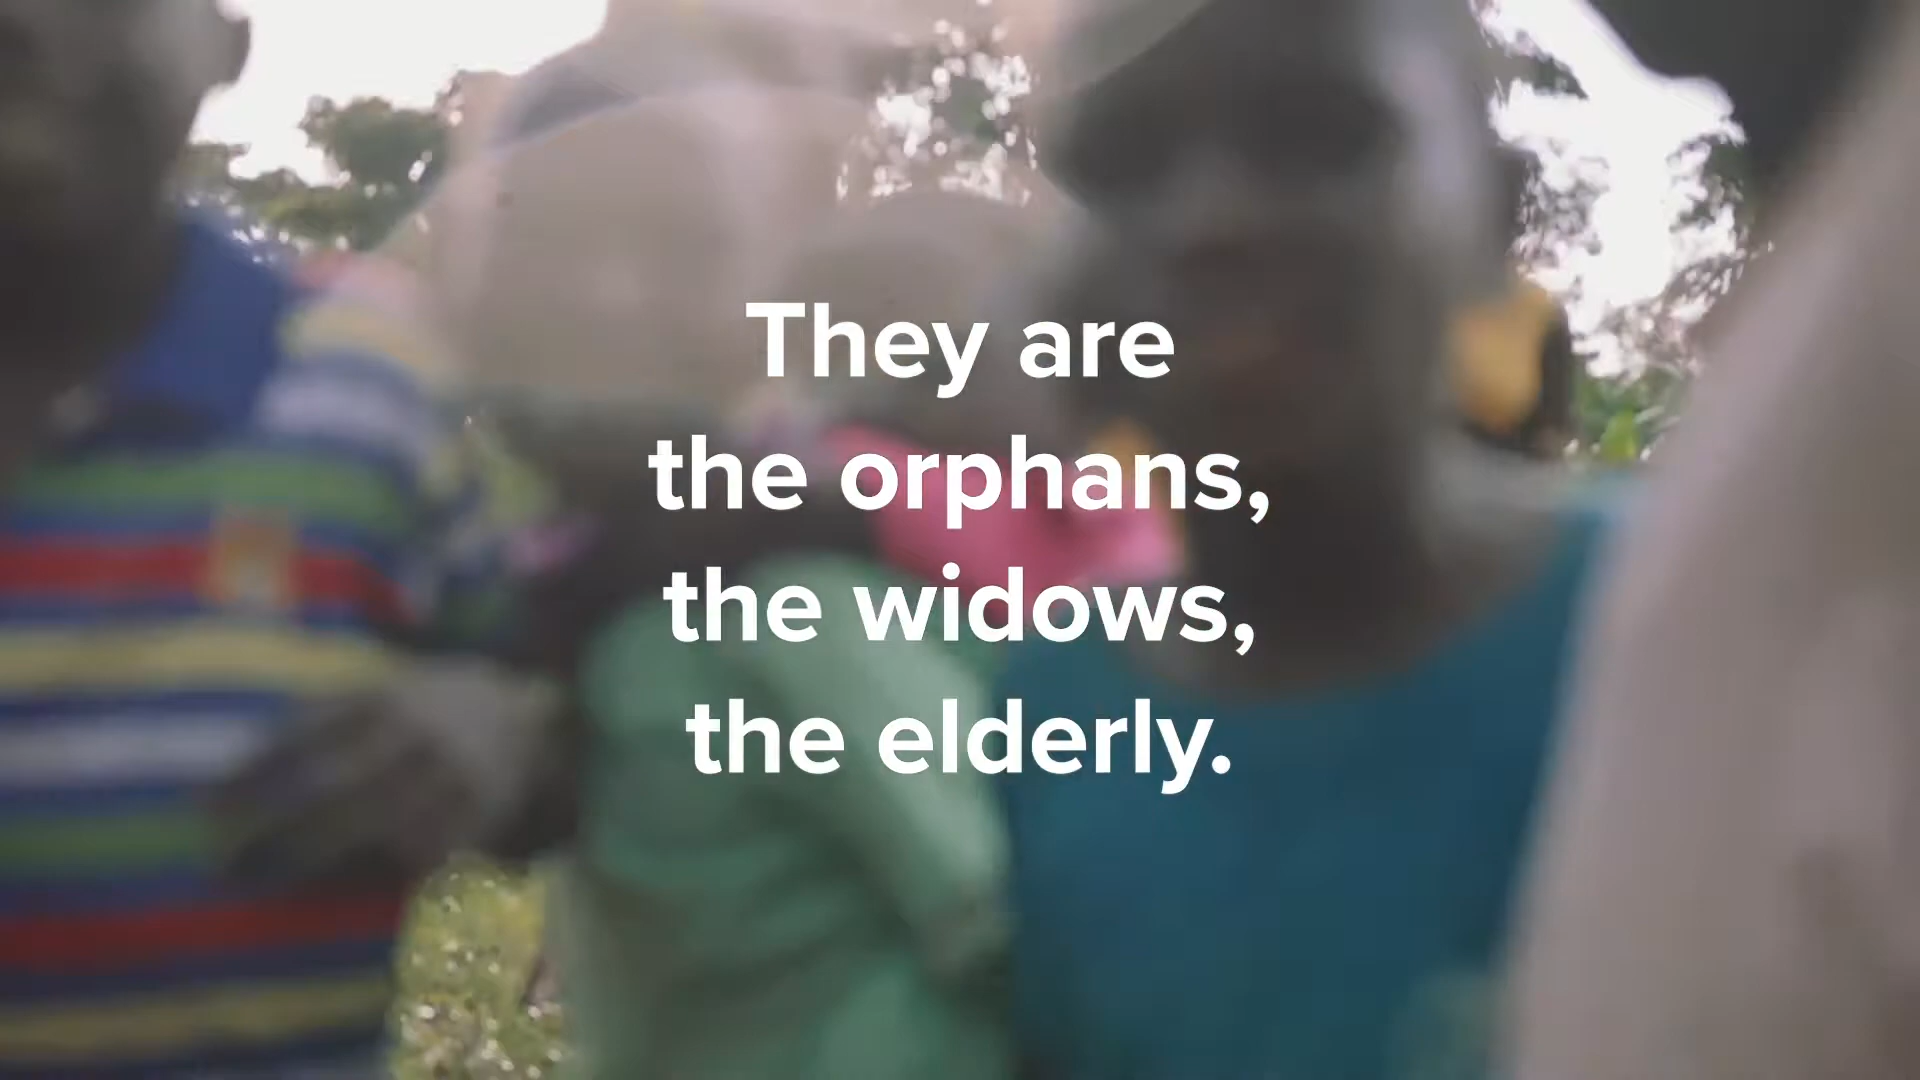 They are
the orphans,
the widows,
the elderly.